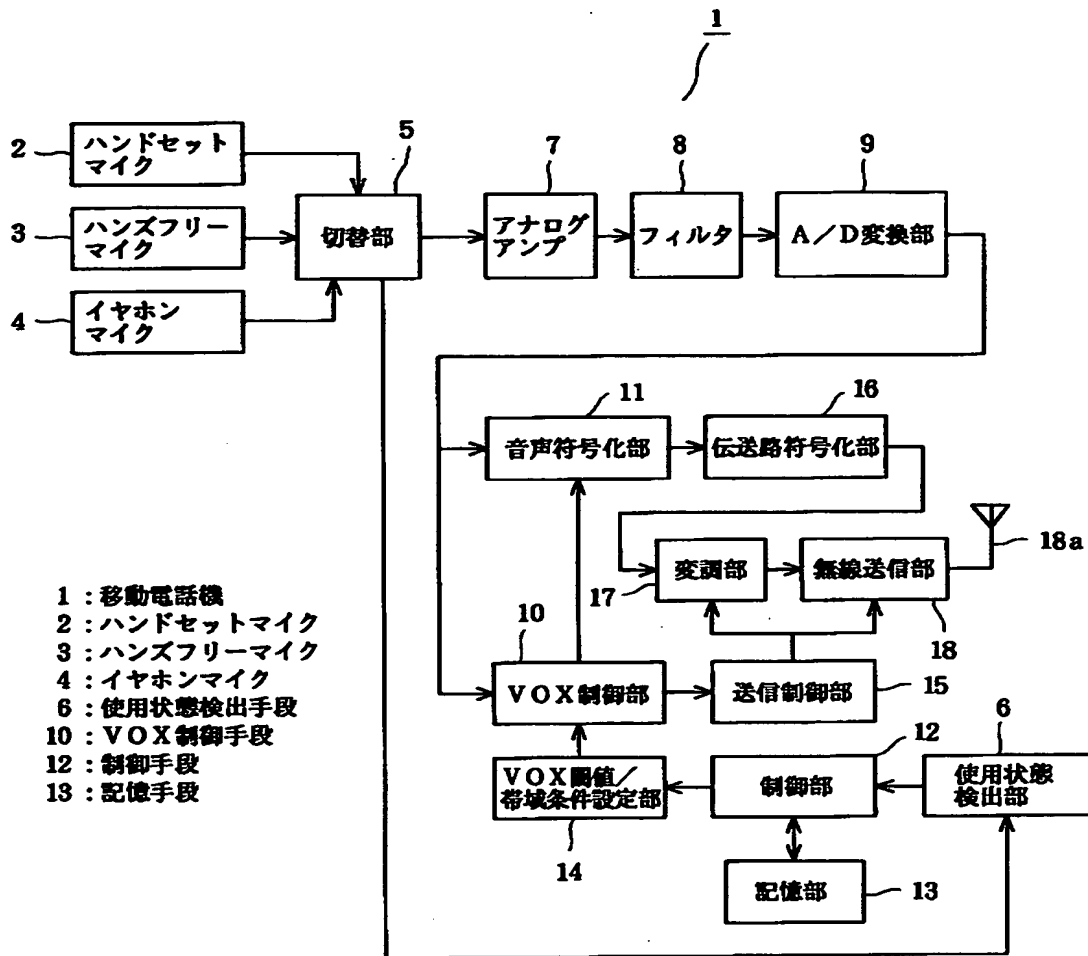 1
2
ハンドセット
マイク
3
ハンズフリー
マイク
4
イヤホン
マイク
5
切替部
7
アナログ
アンプ
8
フィルタ
9
A／D変換部
11
音声符号化部
16
伝送路符号化部
17
変調部
無線送信部
18
18a
10
VOX制御部
送信制御部
15
VOX閾値／
帯域条件設定部
14
12
制御部
6
使用状態
検出部
記憶部
13
1：移動電話機
2：ハンドセットマイク
3：ハンズフリーマイク
4：イヤホンマイク
6：使用状態検出手段
10：VOX制御手段
12：制御手段
13：記憶手段